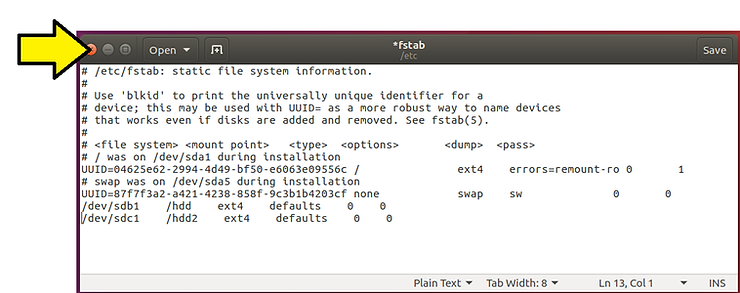 Open
*fstab
/etc
Save
# /etc/fstab: static file system information.
#
# Use 'blkid' to print the universally unique identifier for a
# device; this may be used with UUID= as a more robust way to name devices
# that works even if disks are added and removed. See fstab(5).
#
# <file system> <mount point>   <type>  <options>       <dump>  <pass>
# / was on /dev/sda1 during installation
UUID=04625e62-2994-4d49-bf50-e6063e09556c /               ext4    errors=remount-ro 0       1
# swap was on /dev/sda5 during installation
UUID=87f7f3a2-a421-4238-858f-9c3b1b4203cf none            swap    sw              0       0
/dev/sdb1    /hdd    ext4    defaults    0    0
/dev/sdc1    /hdd2    ext4    defaults    0    0
Plain Text  Tab Width: 8  Ln 13, Col 1  INS